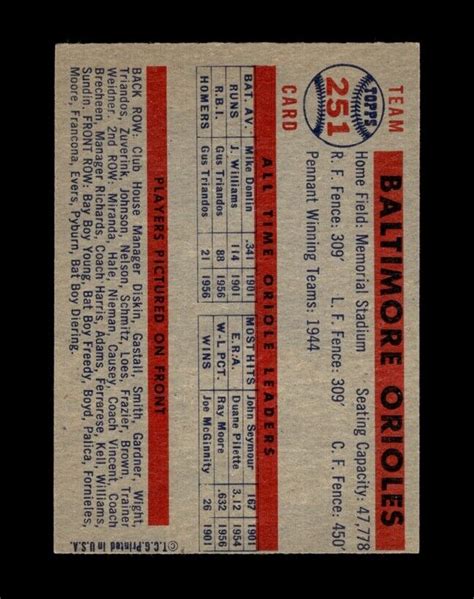 TEAM
TOPPS
251
CARD
BALTIMORE ORIOLES
Home Field: Memorial Stadium Seating Capacity: 47,778
R. F. Fence: 309' L. F. Fence: 309' C. F. Fence: 450'
Pennant Winning Teams: 1944
ALL TIME ORIOLE LEADERS
BAT. AV. Mike Donlin .341 1901 MOST HITS John Seymour 167 1901
RUNS J. Williams 114 1901 E.R.A. Duane Pilette 3.12 1954
R.B.I. Gus Triandos 88 1956 W-L PCT. Ray Moore 1956
HOMERS Gus Triandos 21 1956 WINS Joe McGinnity 26 1901
PLAYERS PICTURED ON FRONT
BACK ROW: Club House Manager Diskin, Gastall, Smith, Gardner, Wight,
Triandos, Zuverink, Johnson, Nelson, Schmitz, Loes, Frazier, Brown, Trainer
Weidner. 2ND ROW: Miranda, Hale, Nieman, Causey, Coach Vincent, Coach
Brecheen, Manager Richards, Coach Harris, Adams, Ferrarese, Kell, Williams,
Sundin. FRONT ROW: Bay Boy Young, Bat Boy Freedy, Boyd, Palica, Fornieles,
Moore, Francona, Evers, Pyburn, Bat Boy Diering.
©T.C.G. Printed in U.S.A.